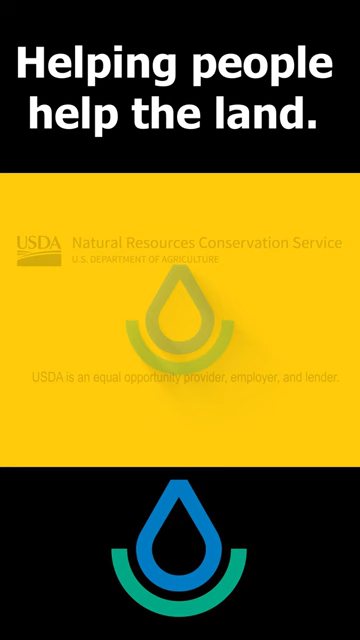 Helping people
help the land.
USDA
Natural Resources Conservation Service
U.S. DEPARTMENT OF AGRICULTURE
USDA is an equal opportunity provider, employer, and lender.